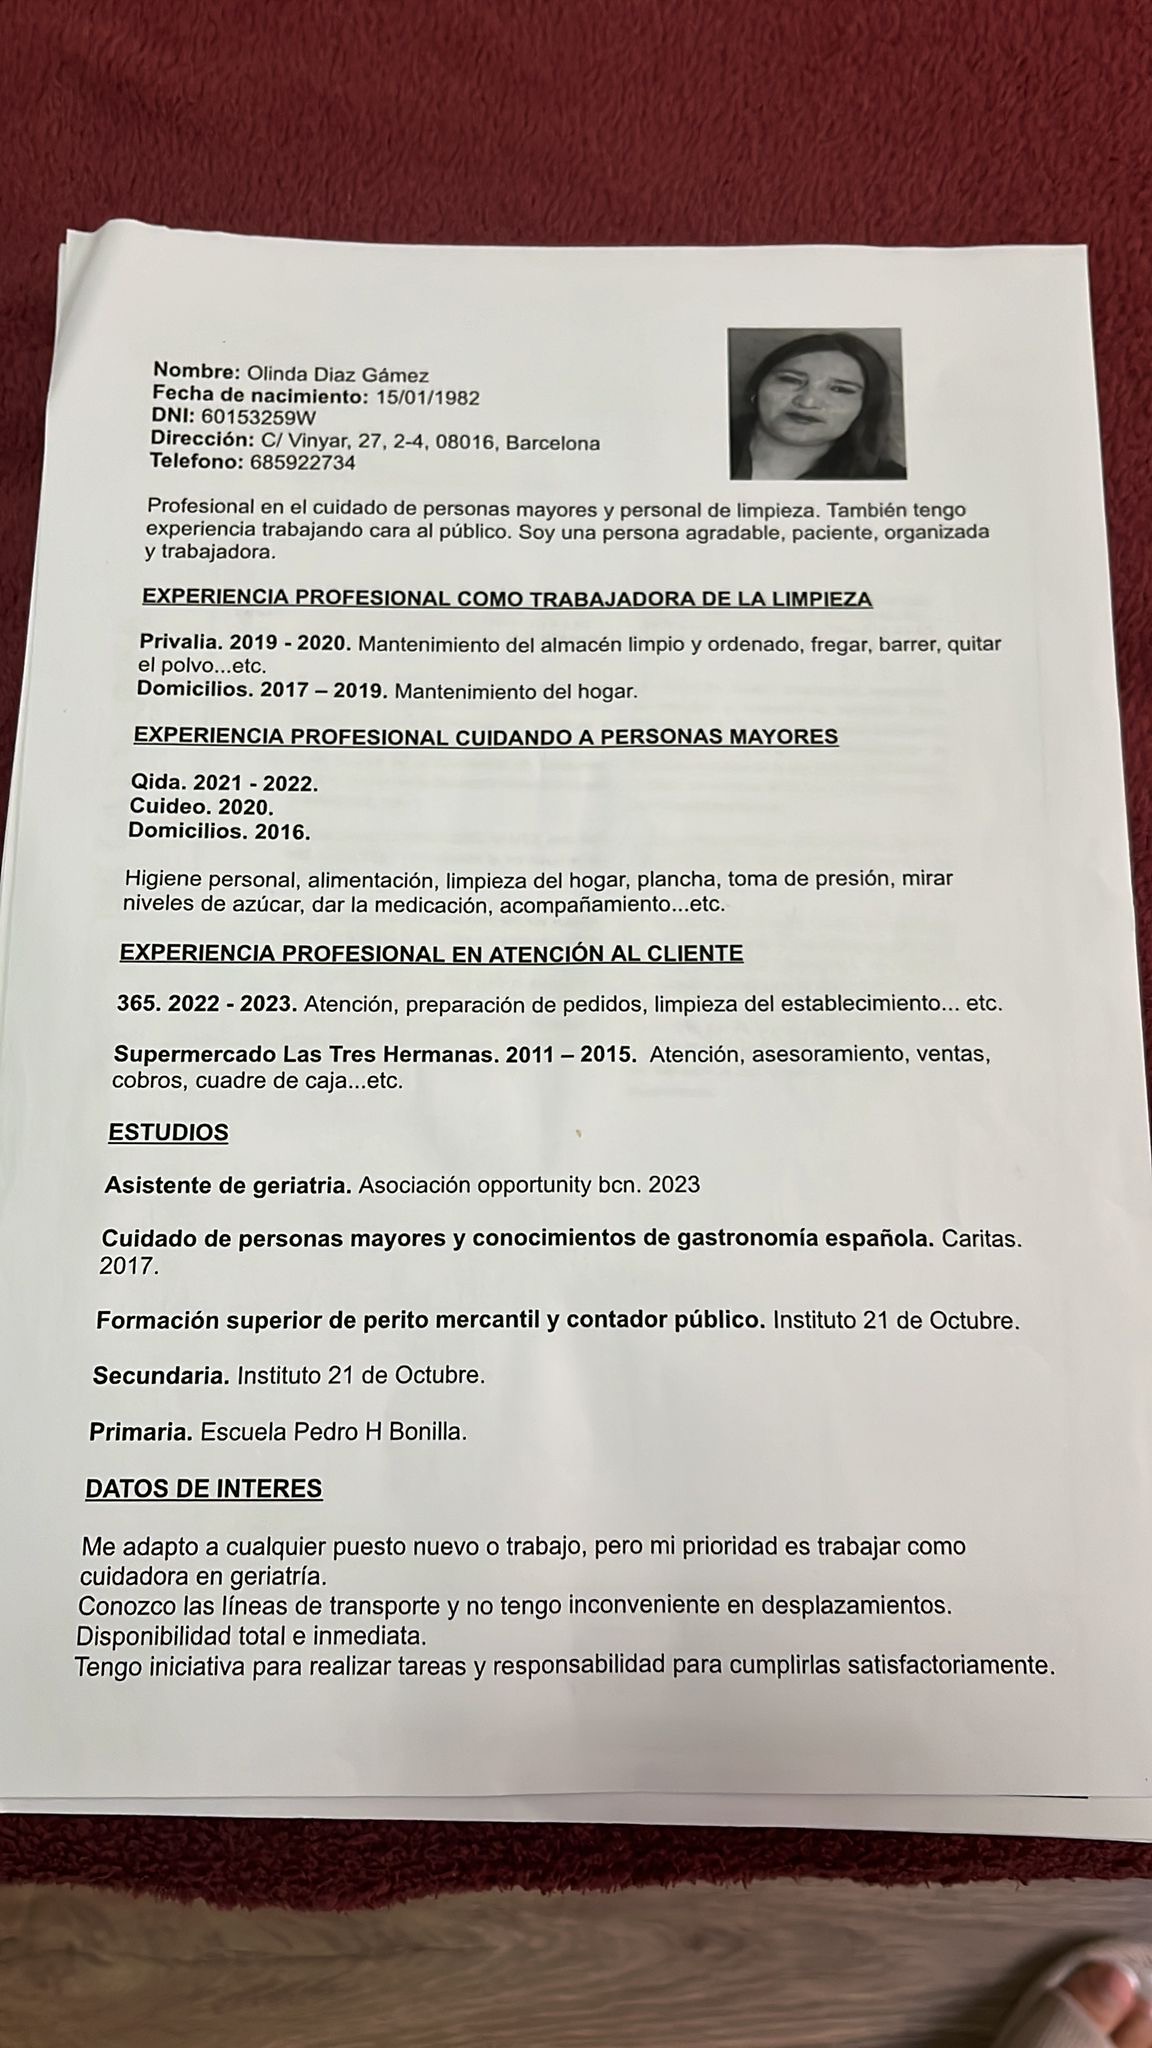 Nombre: Olinda Diaz Gámez
Fecha de nacimiento: 15/01/1982
DNI: 60153259W
Dirección: C/ Vinyar, 27, 2-4, 08016, Barcelona
Telefono: 685922734
Profesional en el cuidado de personas mayores y personal de limpieza. También tengo
experiencia trabajando cara al público. Soy una persona agradable, paciente, organizada
y trabajadora.
EXPERIENCIA PROFESIONAL COMO TRABAJADORA DE LA LIMPIEZA
Privalia. 2019 - 2020. Mantenimiento del almacén limpio y ordenado, fregar, barrer, quitar
el polvo...etc.
Domicilios. 2017 – 2019. Mantenimiento del hogar.
EXPERIENCIA PROFESIONAL CUIDANDO A PERSONAS MAYORES
Qida. 2021 - 2022.
Cuideo. 2020.
Domicilios. 2016.
Higiene personal, alimentación, limpieza del hogar, plancha, toma de presión, mirar
niveles de azúcar, dar la medicación, acompañamiento...etc.
EXPERIENCIA PROFESIONAL EN ATENCIÓN AL CLIENTE
365. 2022 - 2023. Atención, preparación de pedidos, limpieza del establecimiento... etc.
Supermercado Las Tres Hermanas. 2011 – 2015. Atención, asesoramiento, ventas,
cobros, cuadre de caja...etc.
ESTUDIOS
Asistente de geriatria. Asociación opportunity bcn. 2023
Cuidado de personas mayores y conocimientos de gastronomía española. Caritas.
2017.
Formación superior de perito mercantil y contador público. Instituto 21 de Octubre.
Secundaria. Instituto 21 de Octubre.
Primaria. Escuela Pedro H Bonilla.
DATOS DE INTERES
Me adapto a cualquier puesto nuevo o trabajo, pero mi prioridad es trabajar como
cuidadora en geriatría.
Conozco las líneas de transporte y no tengo inconveniente en desplazamientos.
Disponibilidad total e inmediata.
Tengo iniciativa para realizar tareas y responsabilidad para cumplirlas satisfactoriamente.